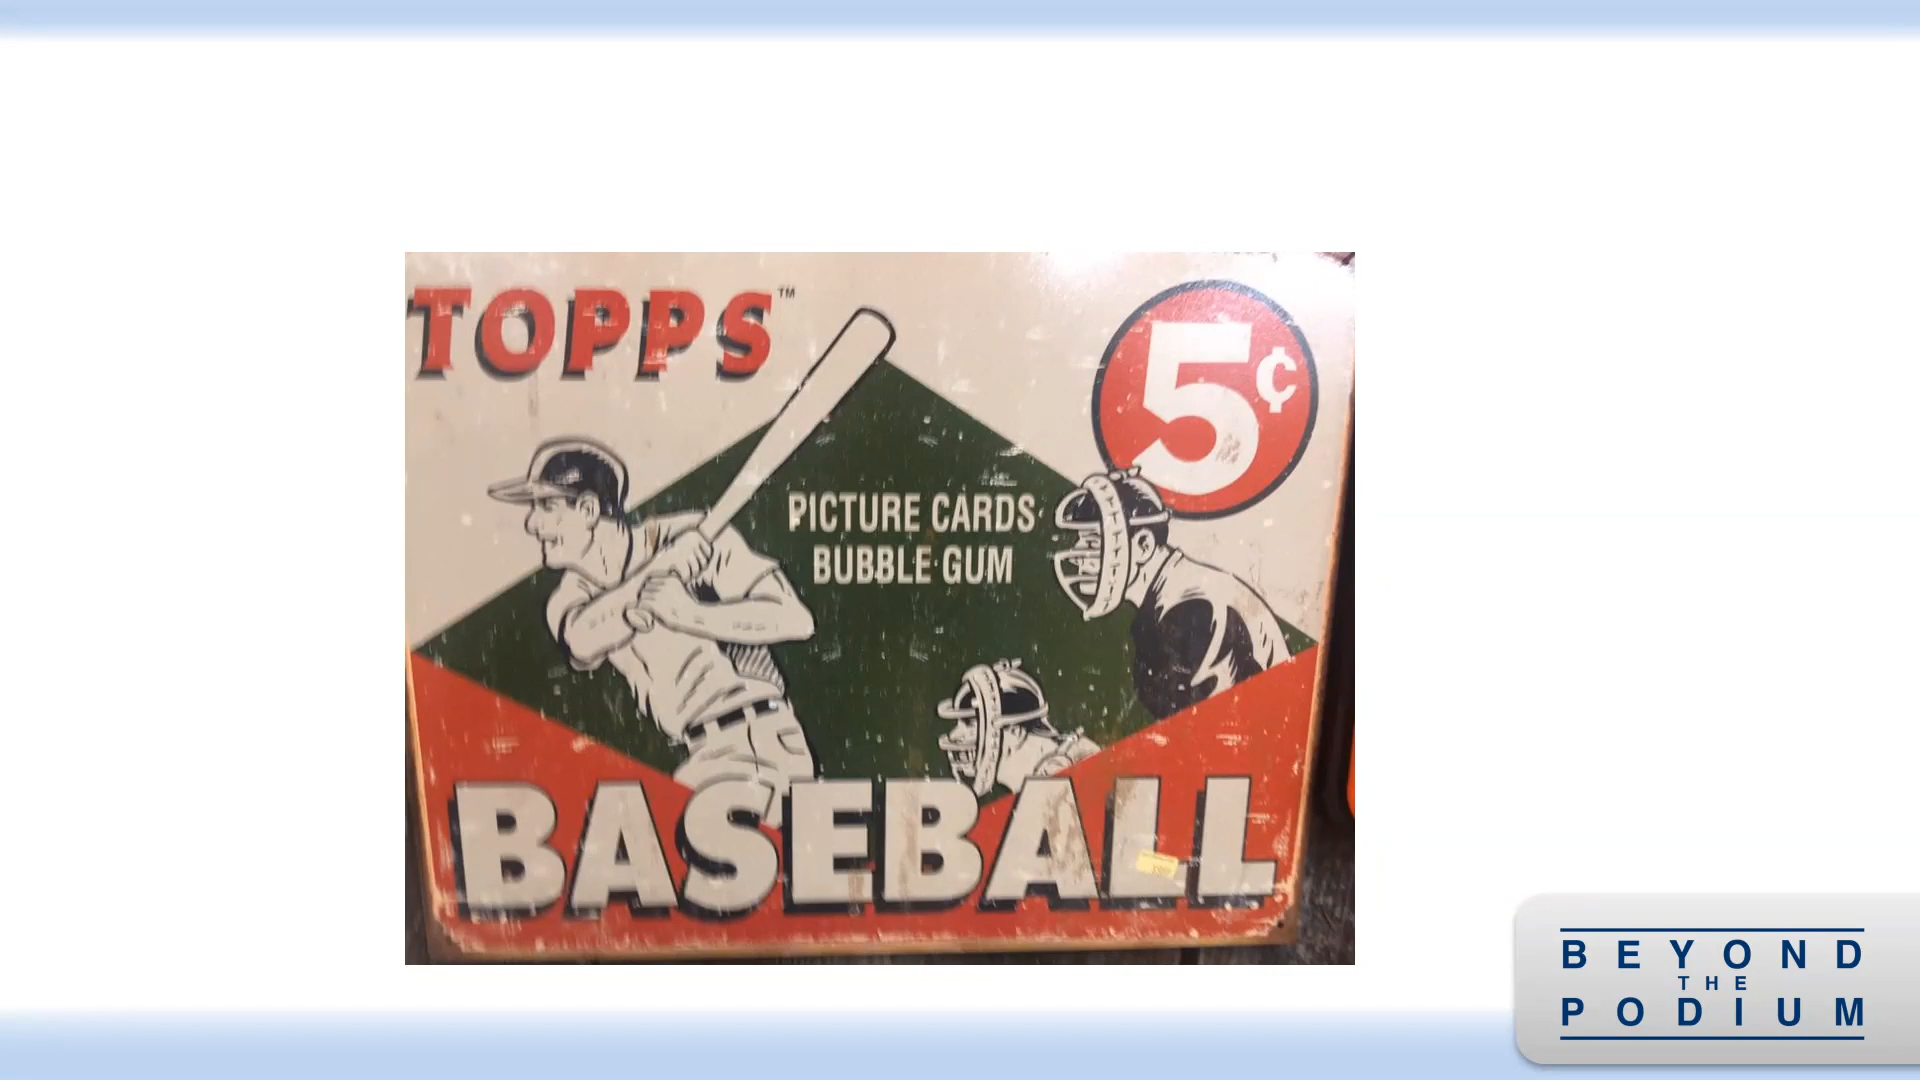 TOPPS™
5¢
PICTURE CARDS
BUBBLE GUM
BASEBALL
BEYOND
THE
PODIUM